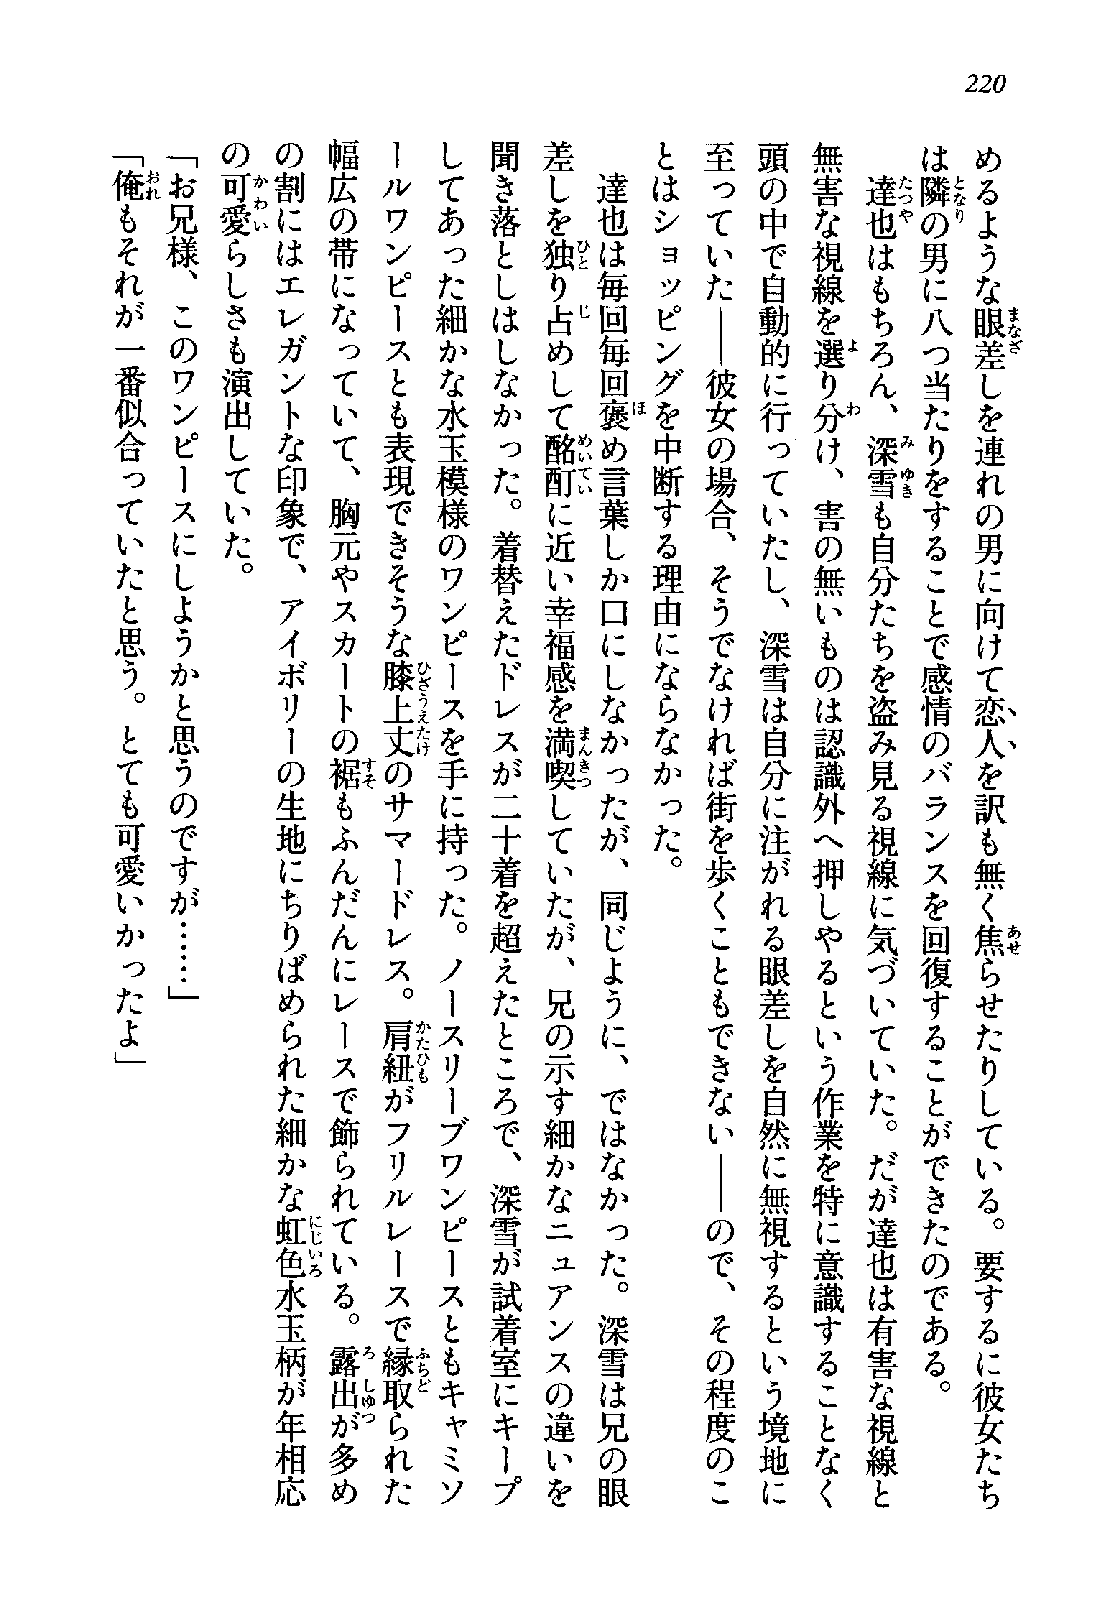 220
めるような眼差しを連れの男に向けて恋人を訳も無く焦らせたりしている。要するに彼女たち
は隣の男に八つ当たりをすることで感情のバランスを回復することができたのである。
　達也はもちろん、深雪も自分たちを盗み見る視線に気づいていた。だが達也は有害な視線と
無害な視線を選り分け、害の無いものは認識外へ押しやるという作業を特に意識することなく
頭の中で自動的に行っていたし、深雪は自分に注がれる眼差しを自然に無視するという境地に
至っていた――彼女の場合、そうでなければ街を歩くこともできない――ので、その程度のこ
とはショッピングを中断する理由にならなかった。
　達也は毎回毎回褒め言葉しか口にしなかったが、同じように、ではなかった。深雪は兄の眼
差しを独り占めして酩酊に近い幸福感を満喫していたが、兄の示す細かなニュアンスの違いを
聞き落としはしなかった。着替えたドレスが二十着を超えたところで、深雪が試着室にキープ
してあった細かな水玉模様のワンピースを手に持った。ノースリーブワンピースともキャミソ
ールワンピースとも表現できそうな膝上丈のサマードレス。肩紐がフリルレースで縁取られた
幅広の帯になっていて、胸元やスカートの裾もふんだんにレースで飾られている。露出が多め
の割にはエレガントな印象で、アイボリーの生地にちりばめられた細かな虹色水玉柄が年相応
の可愛らしさも演出していた。
「お兄様、このワンピースにしようかと思うのですが……」
「俺もそれが一番似合っていたと思う。とても可愛いかったよ」